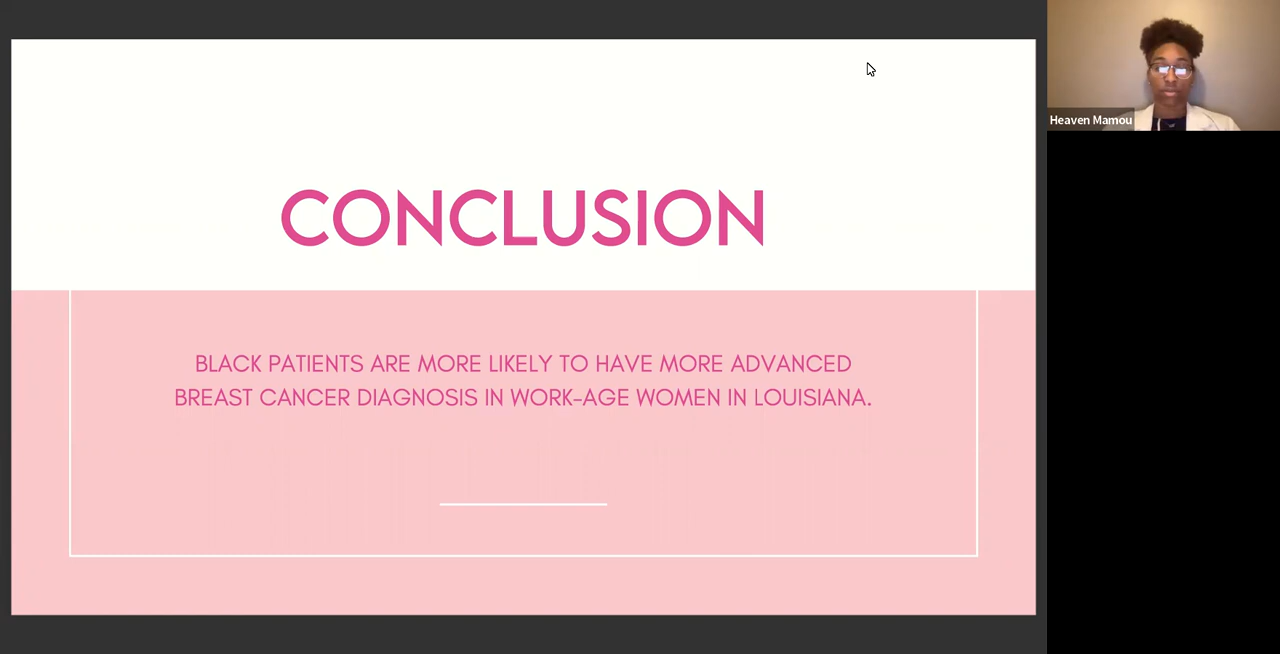 CONCLUSION
BLACK PATIENTS ARE MORE LIKELY TO HAVE MORE ADVANCED
BREAST CANCER DIAGNOSIS IN WORK-AGE WOMEN IN LOUISIANA.
Heaven Mamou